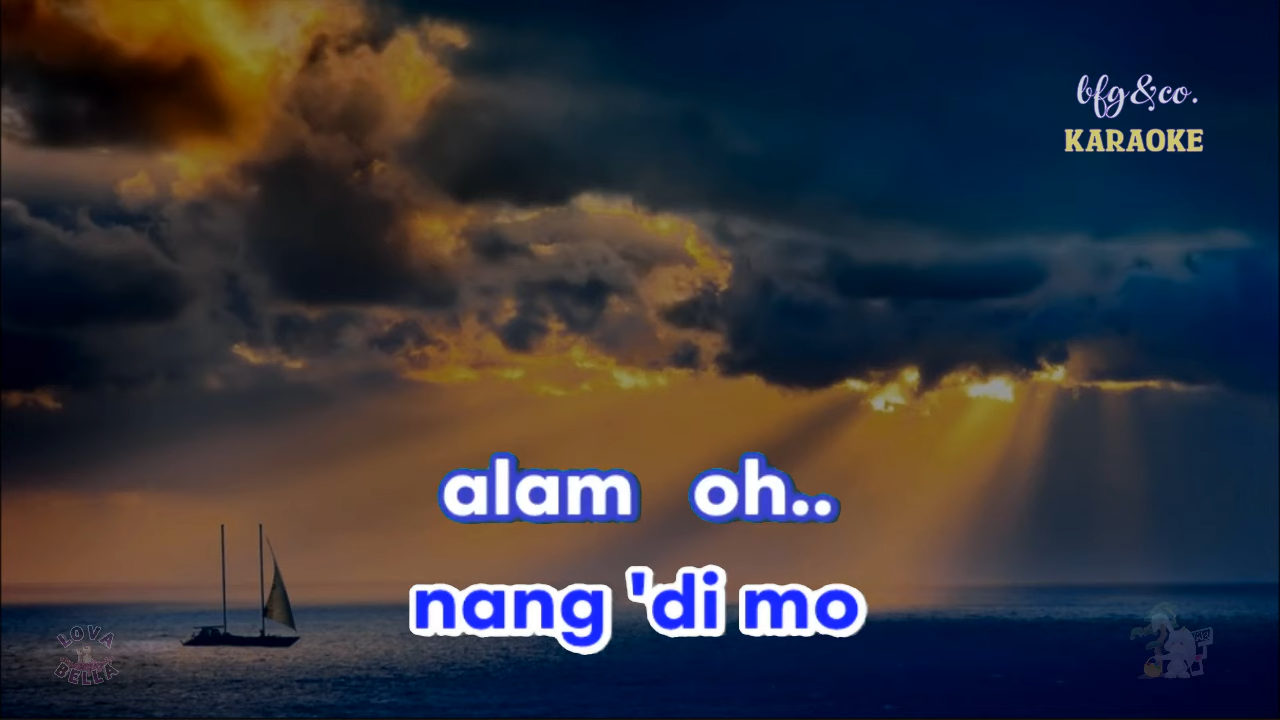 bfg&co.
KARAOKE
alam oh..
nang 'di mo
LOVA
BELLA